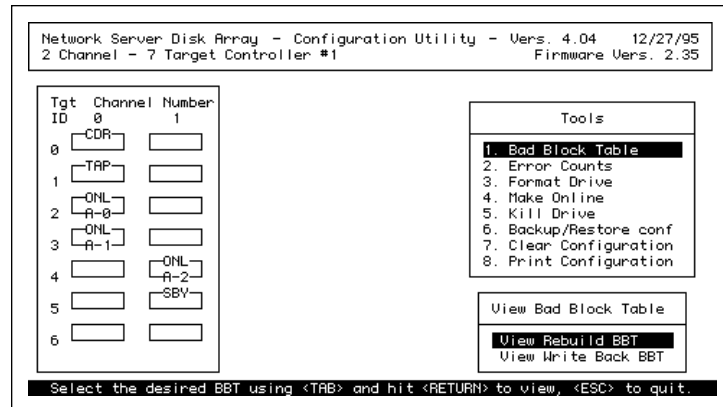 Network Server Disk Array - Configuration Utility - Vers. 4.04 12/27/95
2 Channel - 7 Target Controller #1 Firmware Vers. 2.35
Tgt Channel Number
ID 0 1
CDR
0
TAP
1
ONL
2 A-0
ONL
3 A-1
ONL
4 A-2
SBY
5
6
Tools
1. Bad Block Table
2. Error Counts
3. Format Drive
4. Make Online
5. Kill Drive
6. Backup/Restore conf
7. Clear Configuration
8. Print Configuration
View Bad Block Table
View Rebuild BBT
View Write Back BBT
Select the desired BBT using <TAB> and hit <RETURN> to view, <ESC> to quit.